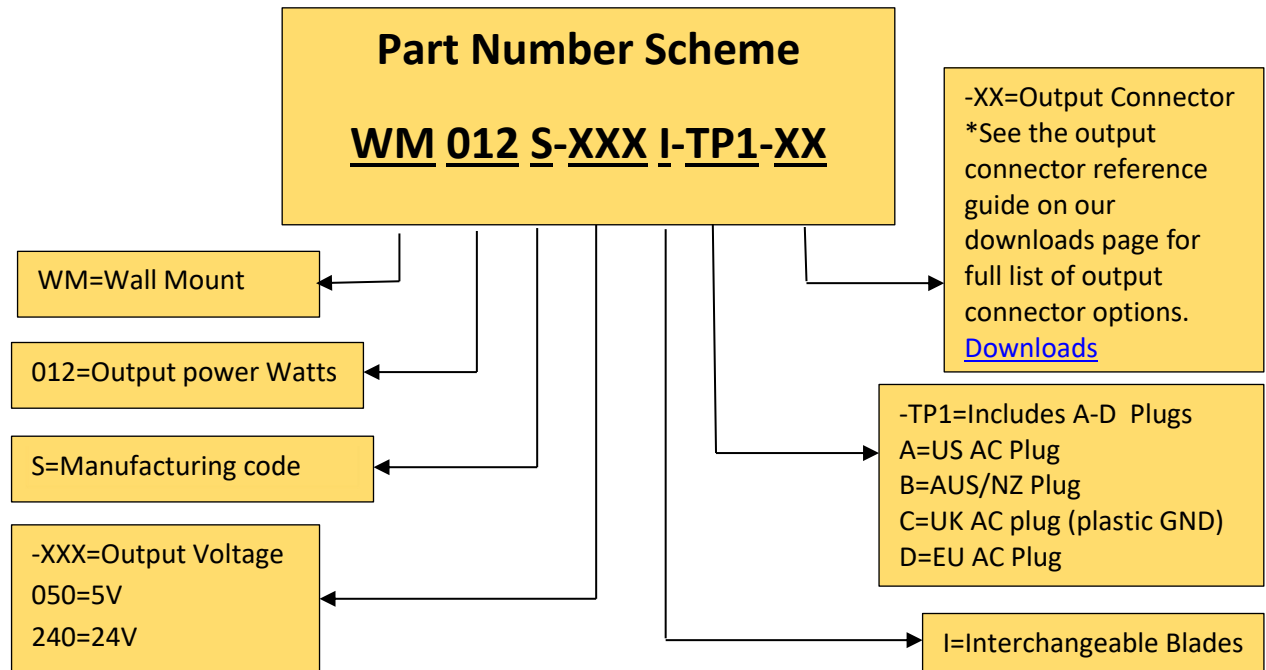 Part Number Scheme
WM 012 S-XXX I-TP1-XX
-XX=Output Connector
*See the output
connector reference
guide on our
downloads page for
full list of output
connector options.
Downloads
WM=Wall Mount
012=Output power Watts
S=Manufacturing code
-XXX=Output Voltage
050=5V
240=24V
-TP1=Includes A-D  Plugs
A=US AC Plug
B=AUS/NZ Plug
C=UK AC plug (plastic GND)
D=EU AC Plug
I=Interchangeable Blades